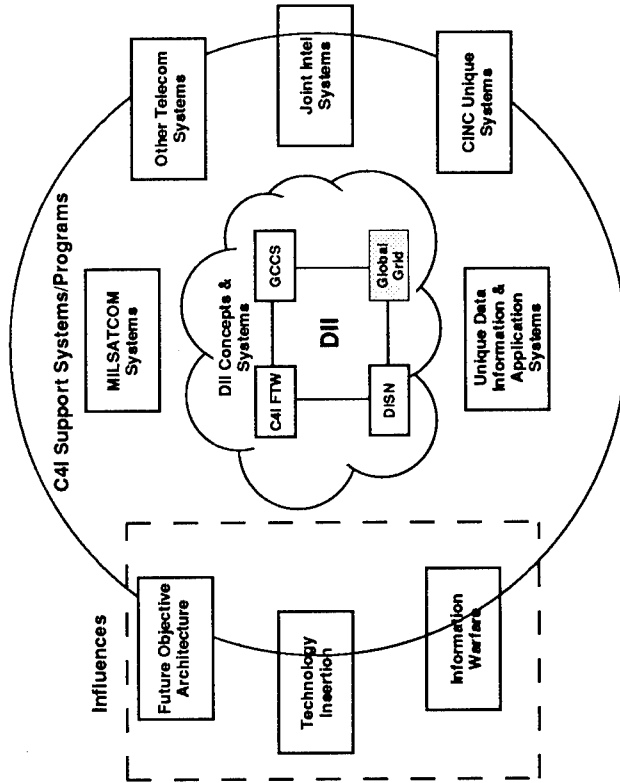 C4I Support Systems/Programs
Influences
Future Objective
Architecture
Technology
Insertion
Information
Warfare
MILSATCOM
Systems
DII Concepts &
Systems
C4I FTW
GCCS
DII
DISN
Global
Grid
Unique Data
Information &
Application
Systems
Other Telecom
Systems
Joint Intel
Systems
CINC Unique
Systems